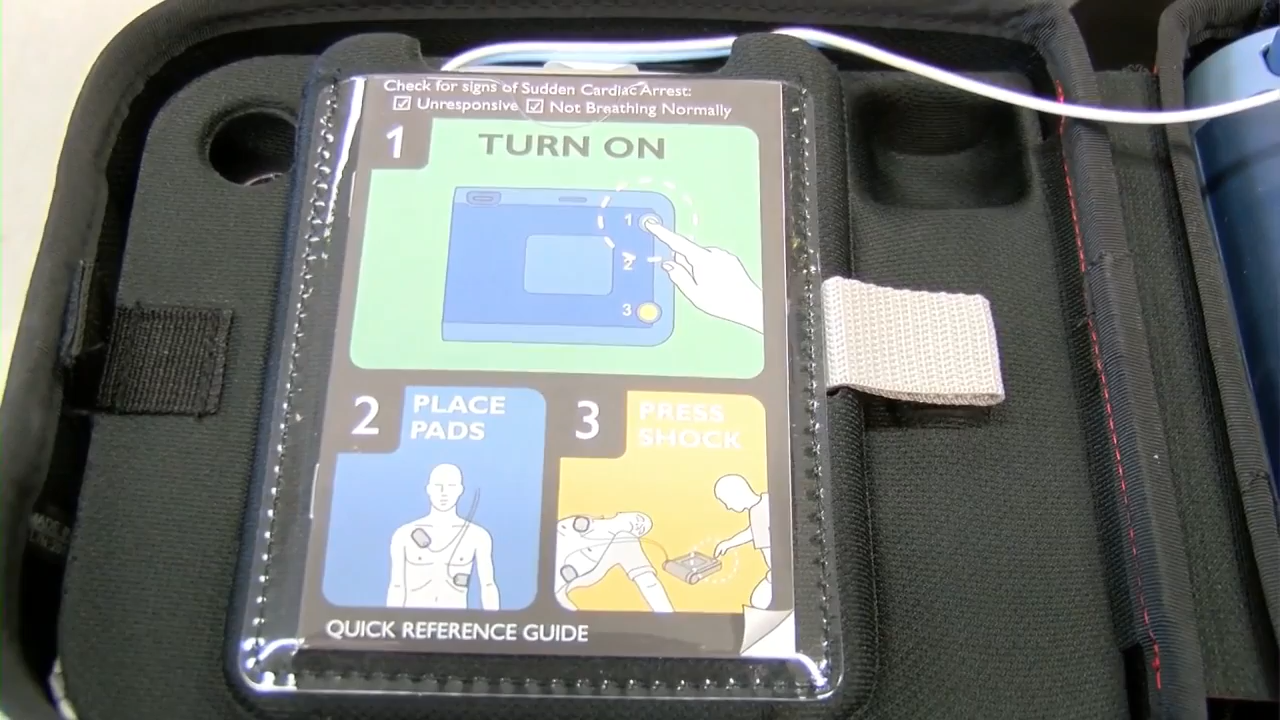 Check for signs of Sudden Cardiac Arrest:
☑ Unresponsive ☑ Not Breathing Normally
1
TURN ON
1
2
3
2
PLACE
PADS
3
PRESS
SHOCK
QUICK REFERENCE GUIDE